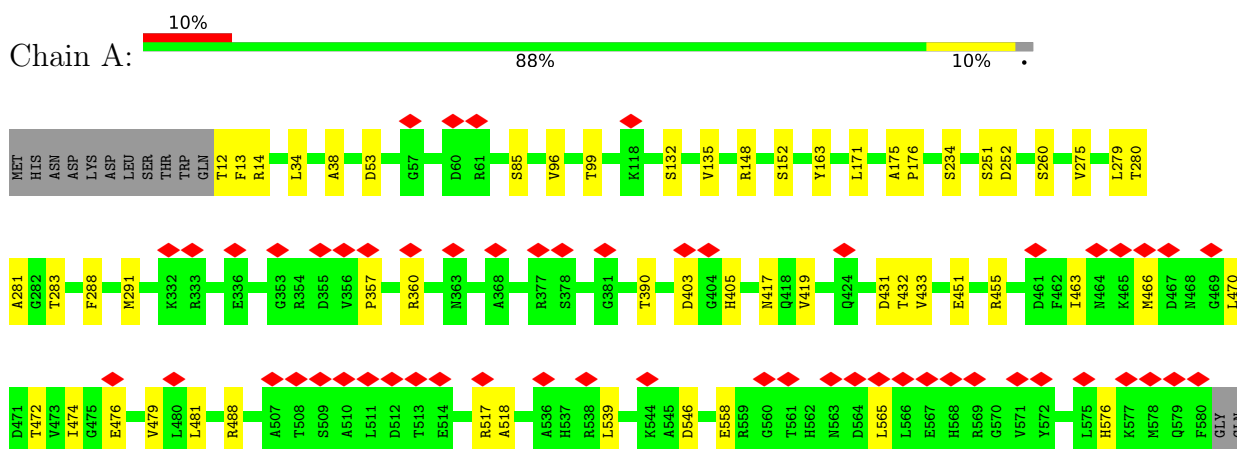 10%
Chain A:
88% 10% •
MET HIS ASN ASP LYS ASP LEU SER THR TRP GLN T12 F13 R14 L34 A38 D53 G57 D60 R61 S85 V96 T99 K118 S132 V135 R148 S152 Y163 L171 A175 P176 S234 S251 D252 S260 V275 L279 T280
A281 G282 T283 F288 M291 K332 R333 E336 G353 R354 D355 V356 P357 R360 N363 A368 R377 S378 G381 T390 D403 G404 H405 N417 Q418 V419 Q424 D431 T432 V433 E451 R455 D461 F462 I463 N464 K465 M466 D467 N468 G469 L470
D471 T472 V473 I474 G475 E476 V479 L480 L481 R488 A507 T508 S509 A510 L511 D512 T513 E514 R517 A518 A536 H537 R538 L539 K544 A545 D546 E558 R559 G560 T561 H562 N563 D564 L565 L566 E567 H568 R569 G570 V571 Y572 L575 H576 K577 M578 Q579 F580 GLY GLN